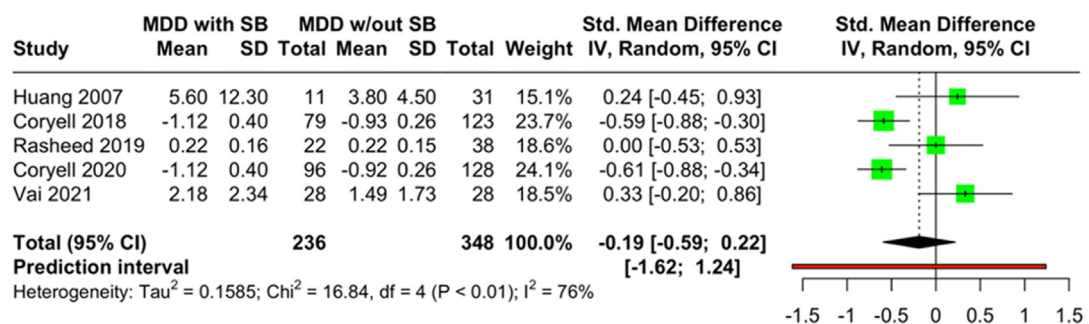 MDD with SB MDD w/out SB Std. Mean Difference Std. Mean Difference
Study Mean SD Total Mean SD Total Weight IV, Random, 95% CI IV, Random, 95% CI
Huang 2007 5.60 12.30 11 3.80 4.50 31 15.1% 0.24 [-0.45; 0.93]
Coryell 2018 -1.12 0.40 79 -0.93 0.26 123 23.7% -0.59 [-0.88; -0.30]
Rasheed 2019 0.22 0.16 22 0.22 0.15 38 18.6% 0.00 [-0.53; 0.53]
Coryell 2020 -1.12 0.40 96 -0.92 0.26 128 24.1% -0.61 [-0.88; -0.34]
Vai 2021 2.18 2.34 28 1.49 1.73 28 18.5% 0.33 [-0.20; 0.86]
Total (95% CI) 236 348 100.0% -0.19 [-0.59; 0.22]
Prediction interval [-1.62; 1.24]
Heterogeneity: Tau² = 0.1585; Chi² = 16.84, df = 4 (P < 0.01); I² = 76%
-1.5 -1 -0.5 0 0.5 1 1.5